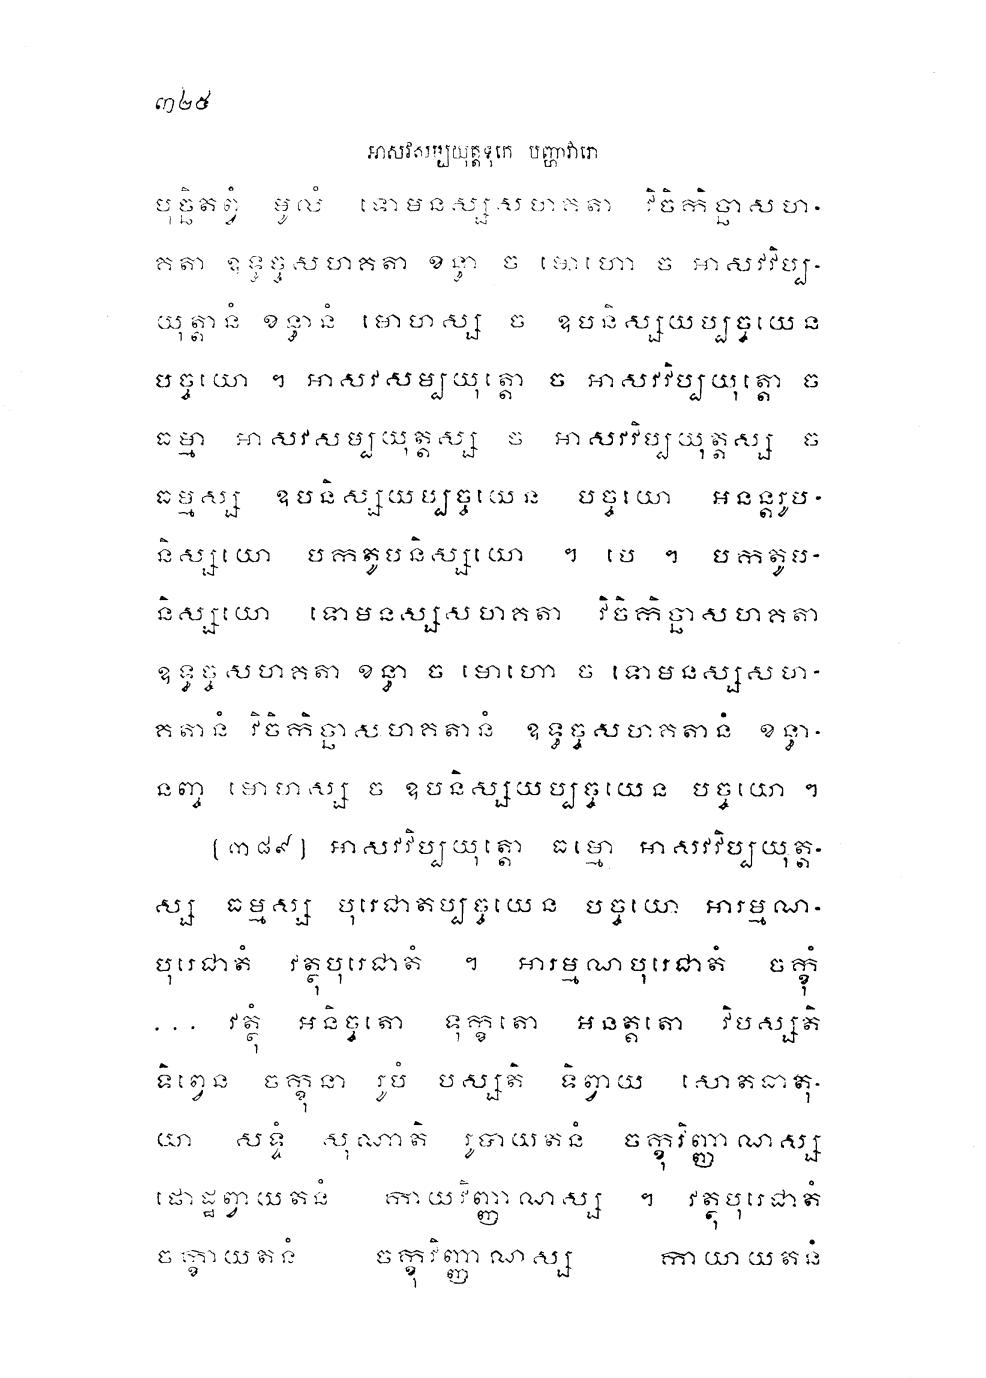 ៣២៥
អាសវសម្បយុត្តទុកេ បញ្ហាវារោ
បុច្ឆិតព្វំ មូលំ ទោមនស្សសហគតា វិចិកិច្ឆាសហ-
គតា ឧទ្ធច្ចសហគតា ខន្ធា ច មោហោ ច អាសវវិប្ប-
យុត្តានំ ខន្ធានំ មោហស្ស ច ឧបនិស្សយប្បច្ចយេន
បច្ចយោ ។ អាសវសម្បយុត្តោ ច អាសវវិប្បយុត្តោ ច
ធម្មា អាសវសម្បយុត្តស្ស ច អាសវវិប្បយុត្តស្ស ច
ធម្មស្ស ឧបនិស្សយប្បច្ចយេន បច្ចយោ អនន្តរូប-
និស្សយោ បកតូបនិស្សយោ ។ បេ ។ បកតូប-
និស្សយោ ទោមនស្សសហគតា វិចិកិច្ឆាសហគតា
ឧទ្ធច្ចសហគតា ខន្ធា ច មោហោ ច ទោមនស្សសហ-
គតានំ វិចិកិច្ឆាសហគតានំ ឧទ្ធច្ចសហគតានំ ខន្ធា-
នញ្ច មោហស្ស ច ឧបនិស្សយប្បច្ចយេន បច្ចយោ ។
[៣៨៩] អាសវវិប្បយុត្តោ ធម្មោ អាសវវិប្បយុត្ត-
ស្ស ធម្មស្ស បុរេជាតប្បច្ចយេន បច្ចយោ អារម្មណ-
បុរេជាតំ វត្ថុបុរេជាតំ ។ អារម្មណបុរេជាតំ ចក្ខុំ
... វត្ថុំ អនិច្ចតោ ទុក្ខតោ អនត្តតោ វិបស្សតិ
ទិព្វេន ចក្ខុនា រូបំ បស្សតិ ទិព្វាយ សោតធាតុ-
យា សទ្ទំ សុណាតិ រូបាយតនំ ចក្ខុវិញ្ញាណស្ស
ផោដ្ឋព្វាយតនំ កាយវិញ្ញាណស្ស ។ វត្ថុបុរេជាតំ
ចក្ខាយតនំ ចក្ខុវិញ្ញាណស្ស កាយាយតនំ